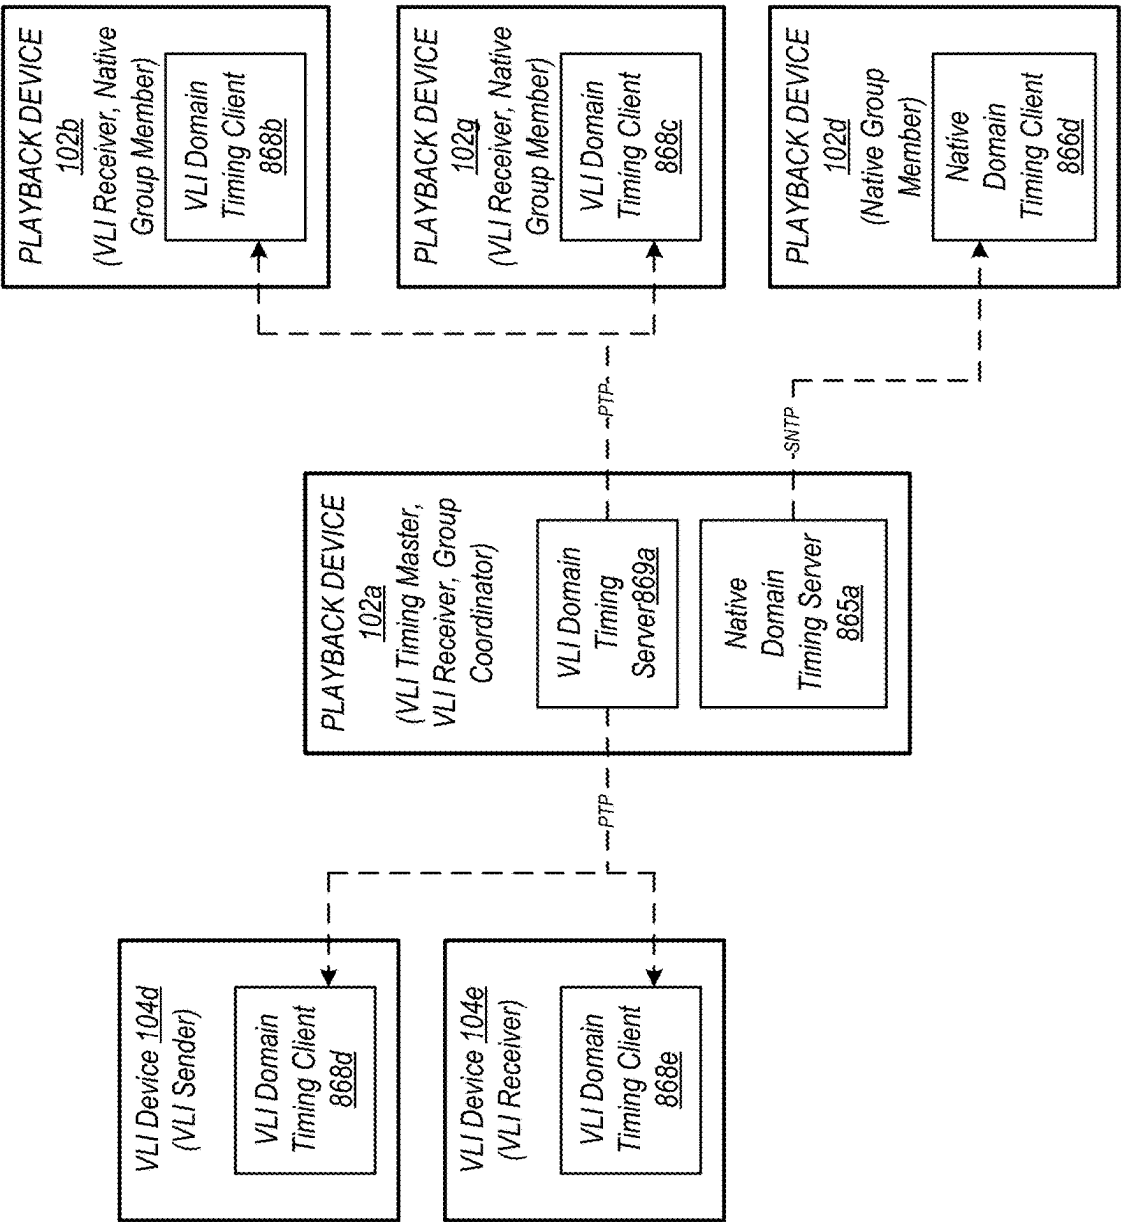 VLI Device 104d
(VLI Sender)
VLI Domain
Timing Client
868d
VLI Device 104e
(VLI Receiver)
VLI Domain
Timing Client
868e
PTP
PLAYBACK DEVICE
102a
(VLI Timing Master,
VLI Receiver, Group
Coordinator)
VLI Domain
Timing
Server869a
Native
Domain
Timing Server
865a
PTP
SNTP
PLAYBACK DEVICE
102b
(VLI Receiver, Native
Group Member)
VLI Domain
Timing Client
868b
PLAYBACK DEVICE
102g
(VLI Receiver, Native
Group Member)
VLI Domain
Timing Client
868c
PLAYBACK DEVICE
102d
(Native Group
Member)
Native
Domain
Timing Client
866d